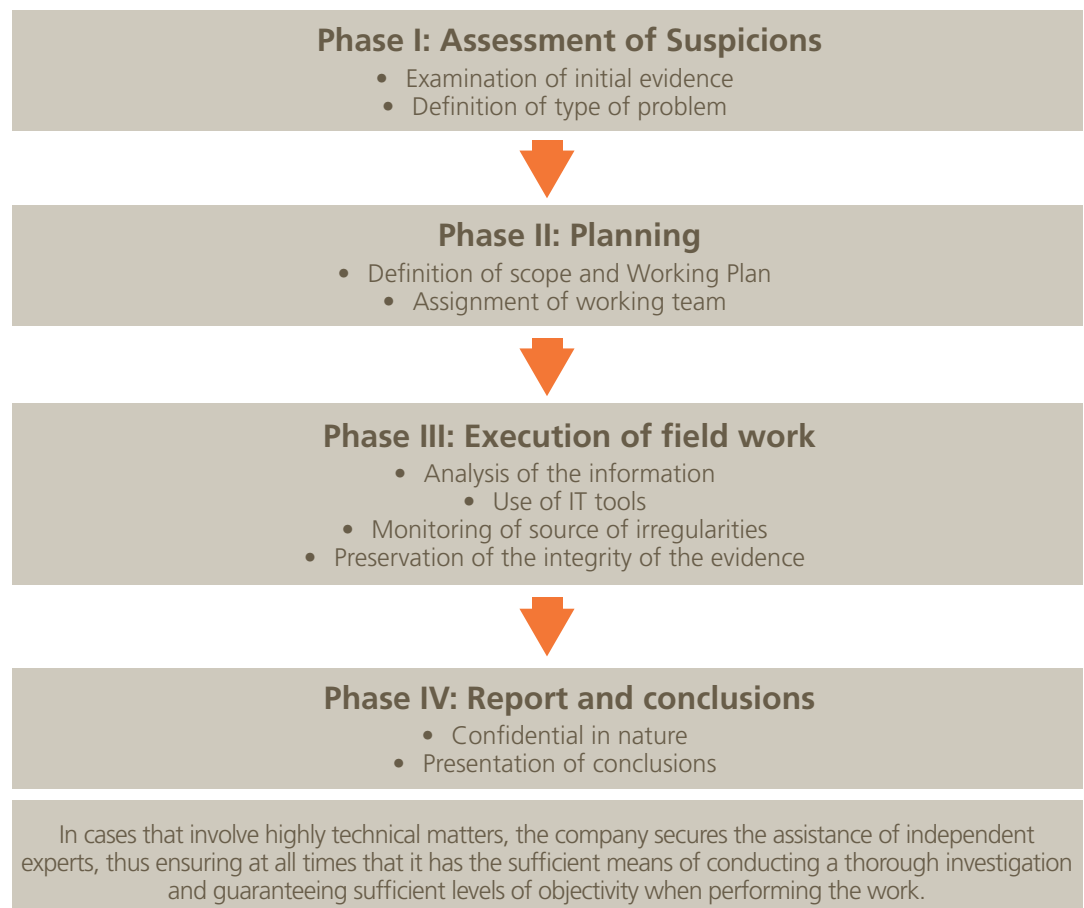 Phase I: Assessment of Suspicions
• Examination of initial evidence
• Definition of type of problem
Phase II: Planning
• Definition of scope and Working Plan
• Assignment of working team
Phase III: Execution of field work
• Analysis of the information
• Use of IT tools
• Monitoring of source of irregularities
• Preservation of the integrity of the evidence
Phase IV: Report and conclusions
• Confidential in nature
• Presentation of conclusions
In cases that involve highly technical matters, the company secures the assistance of independent
experts, thus ensuring at all times that it has the sufficient means of conducting a thorough investigation
and guaranteeing sufficient levels of objectivity when performing the work.